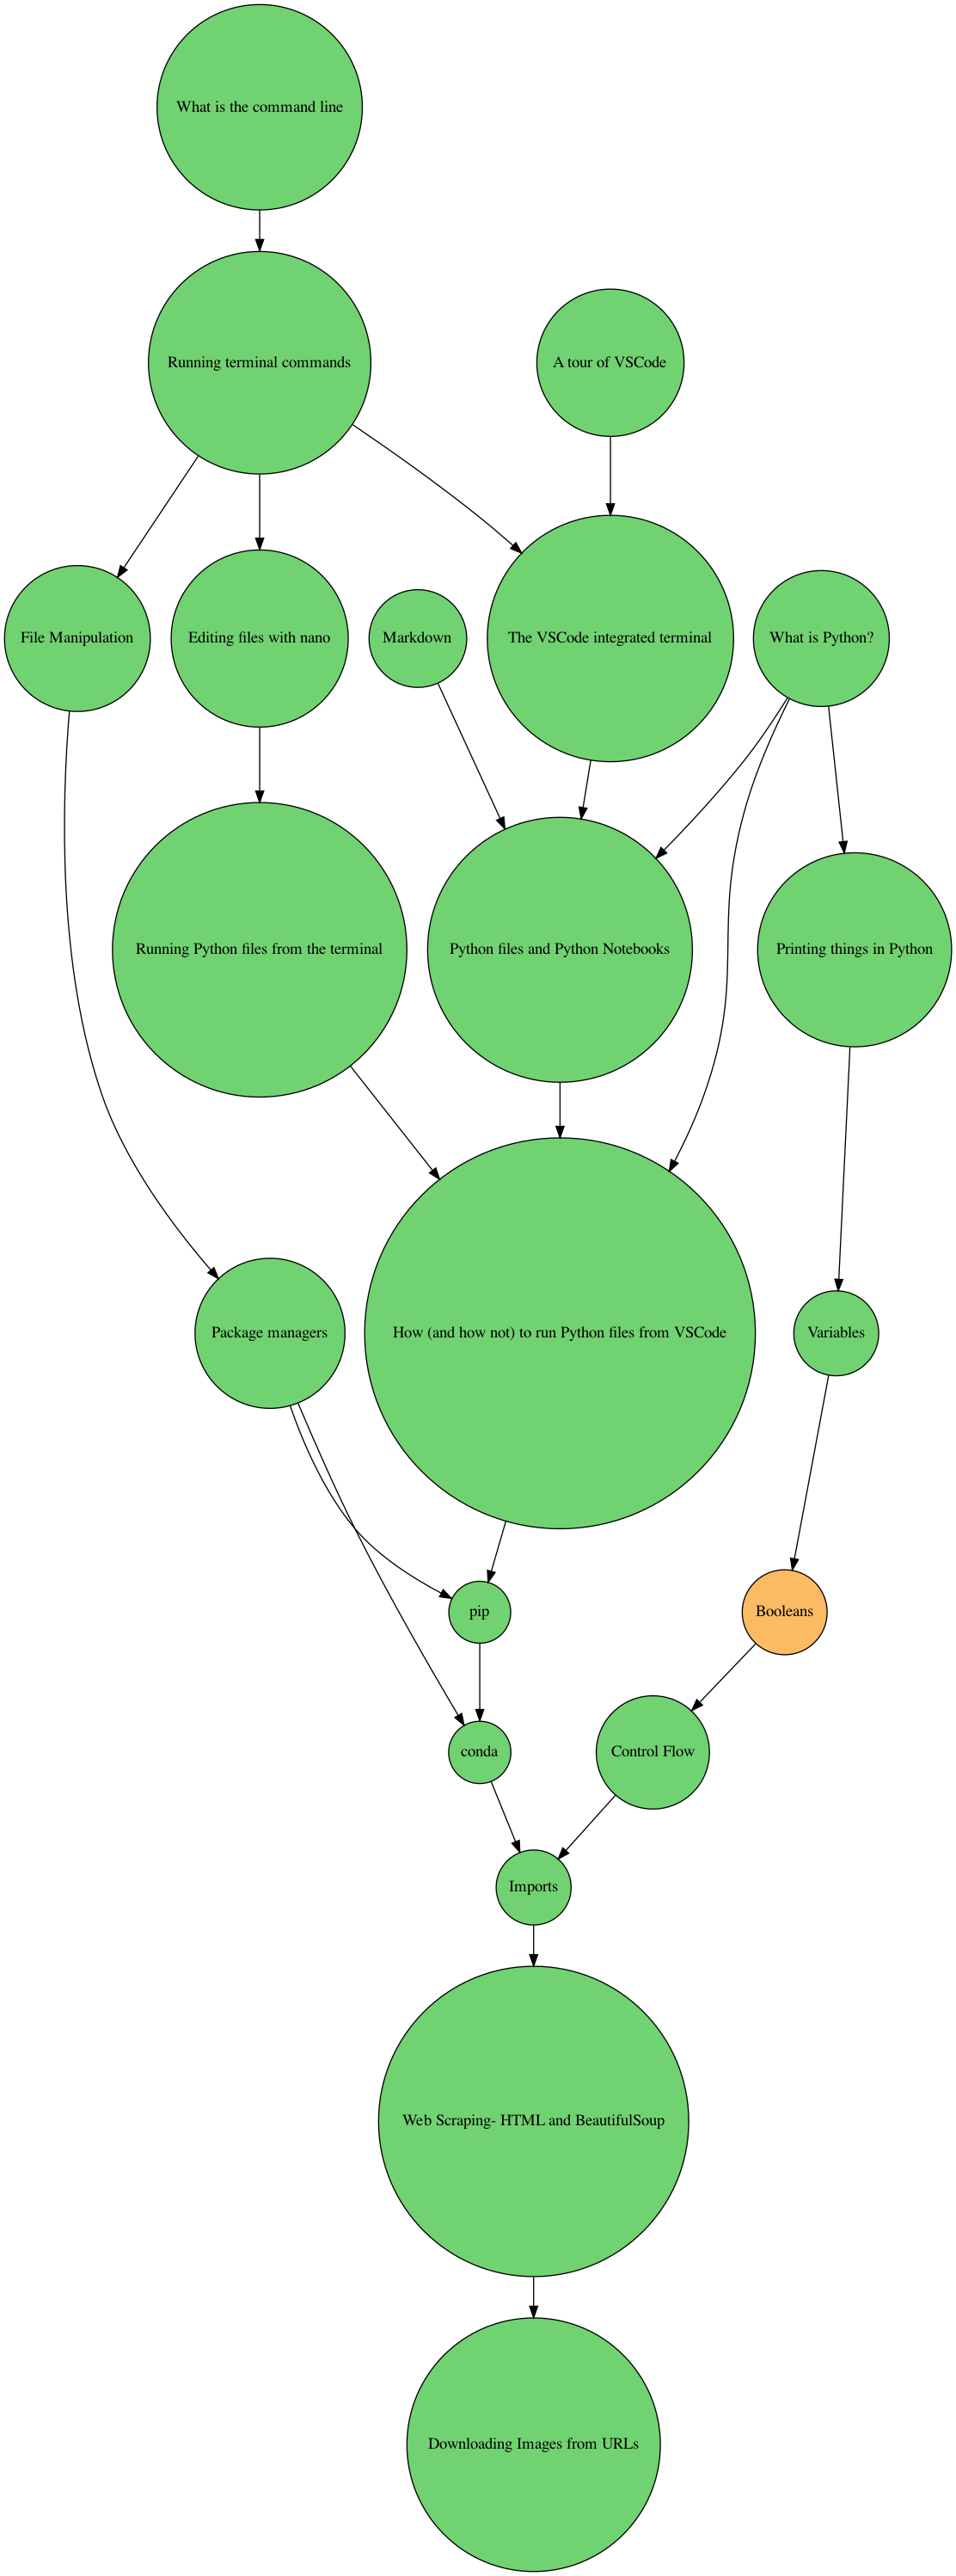 What is the command line
Running terminal commands
A tour of VSCode
File Manipulation
Editing files with nano
Markdown
The VSCode integrated terminal
What is Python?
Running Python files from the terminal
Python files and Python Notebooks
Printing things in Python
Package managers
How (and how not) to run Python files from VSCode
Variables
pip
Booleans
conda
Control Flow
Imports
Web Scraping- HTML and BeautifulSoup
Downloading Images from URLs